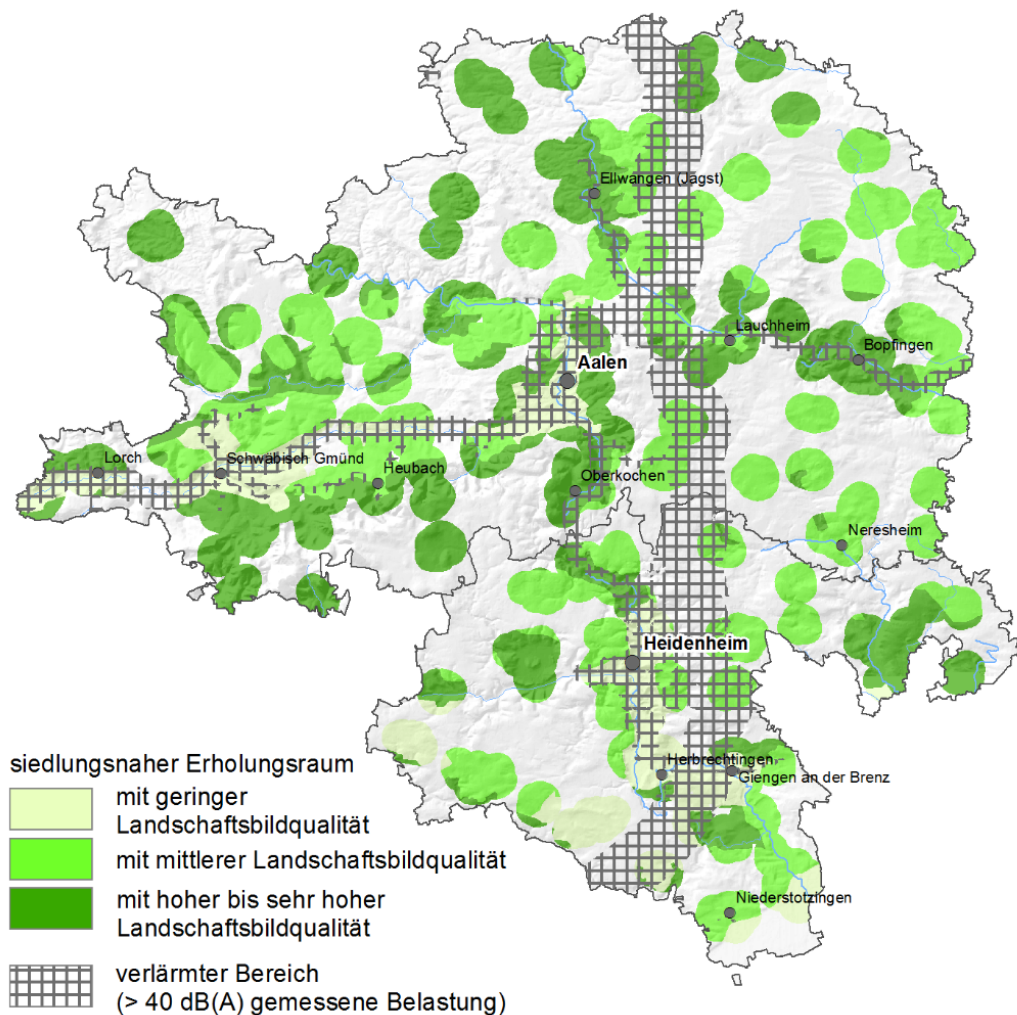 Ellwangen (Jagst)
Lauchheim
Bopfingen
Aalen
Lorch
Schwäbisch Gmünd
Heubach
Oberkochen
Neresheim
Heidenheim
Herbrechtingen
Giengen an der Brenz
Niederstotzingen
siedlungsnaher Erholungsraum
mit geringer
Landschaftsbildqualität
mit mittlerer Landschaftsbildqualität
mit hoher bis sehr hoher
Landschaftsbildqualität
verlärmter Bereich
(> 40 dB(A) gemessene Belastung)